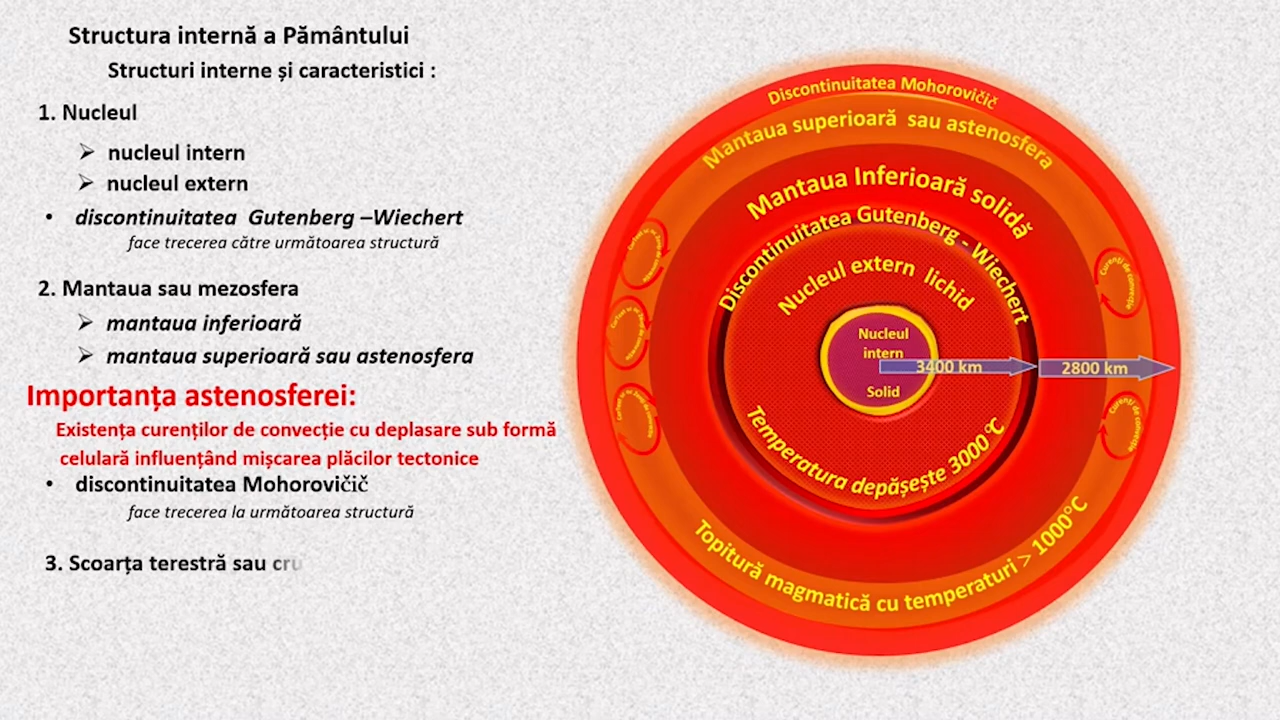 Structura internă a Pământului
Structuri interne și caracteristici :
1. Nucleul
➢ nucleul intern
➢ nucleul extern
• discontinuitatea Gutenberg –Wiechert
face trecerea către următoarea structură
2. Mantaua sau mezosfera
➢ mantaua inferioară
➢ mantaua superioară sau astenosfera
Importanța astenosferei:
Existența curenților de convecție cu deplasare sub formă
celulară influențând mișcarea plăcilor tectonice
• discontinuitatea Mohorovičič
face trecerea la următoarea structură
3. Scoarța terestră sau cru
Discontinuitatea Mohorovičič
Mantaua superioară sau astenosfera
Mantaua Inferioară solidă
Discontinuitatea Gutenberg - Wiechert
Nucleul extern lichid
Nucleul
intern
Solid
3400 km
2800 km
Temperatura depășește 3000℃
Topitură magmatică cu temperaturi > 1000°C
Curenți de convecție
Curenți de convecție